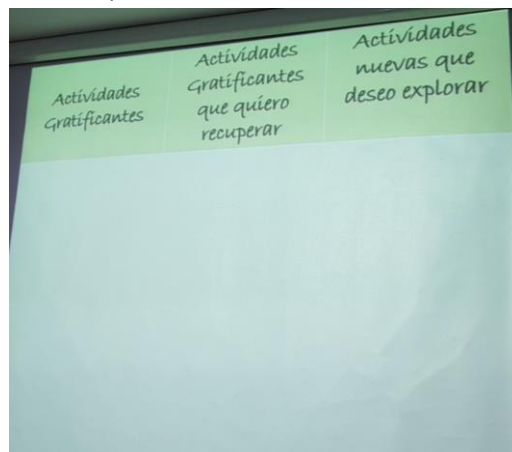 Actividades
Gratificantes
Actividades
Gratificantes
que quiero
recuperar
Actividades
nuevas que
deseo explorar